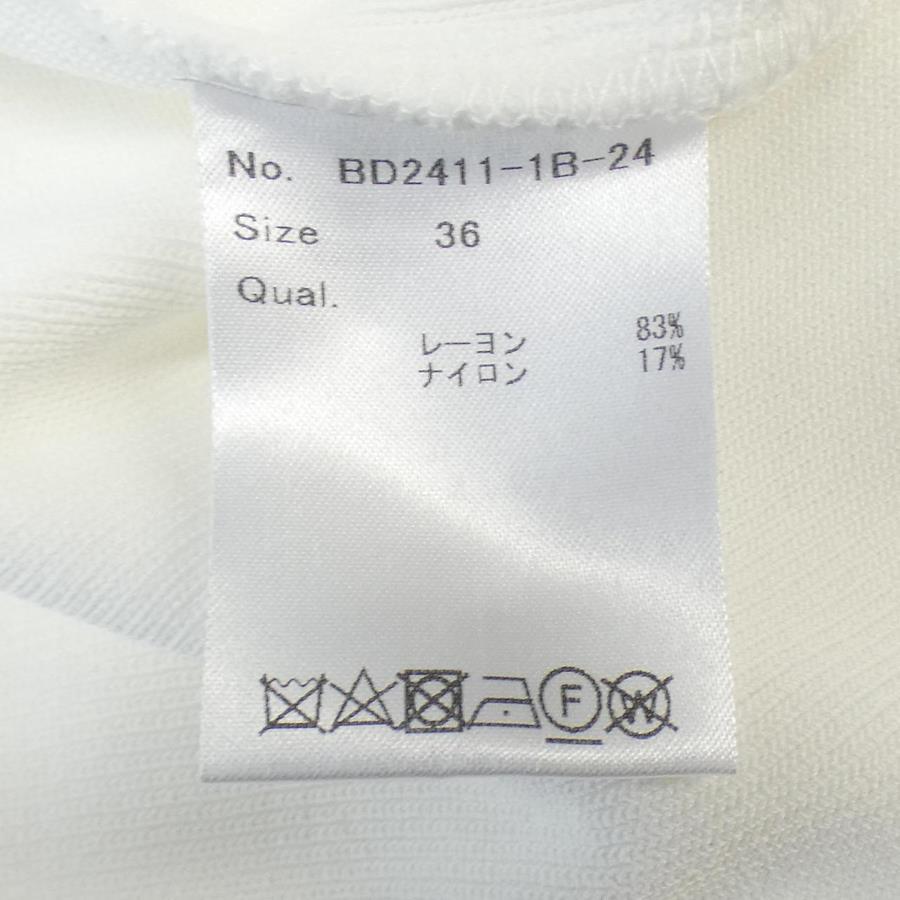 No. BD2411-1B-24
Size 36
Qual.
レーヨン 83%
ナイロン 17%
F W